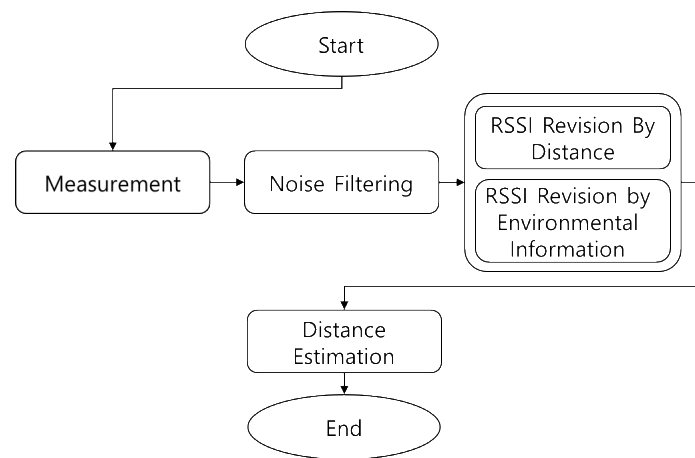 Start
Measurement
Noise Filtering
RSSI Revision By
Distance
RSSI Revision by
Environmental
Information
Distance
Estimation
End